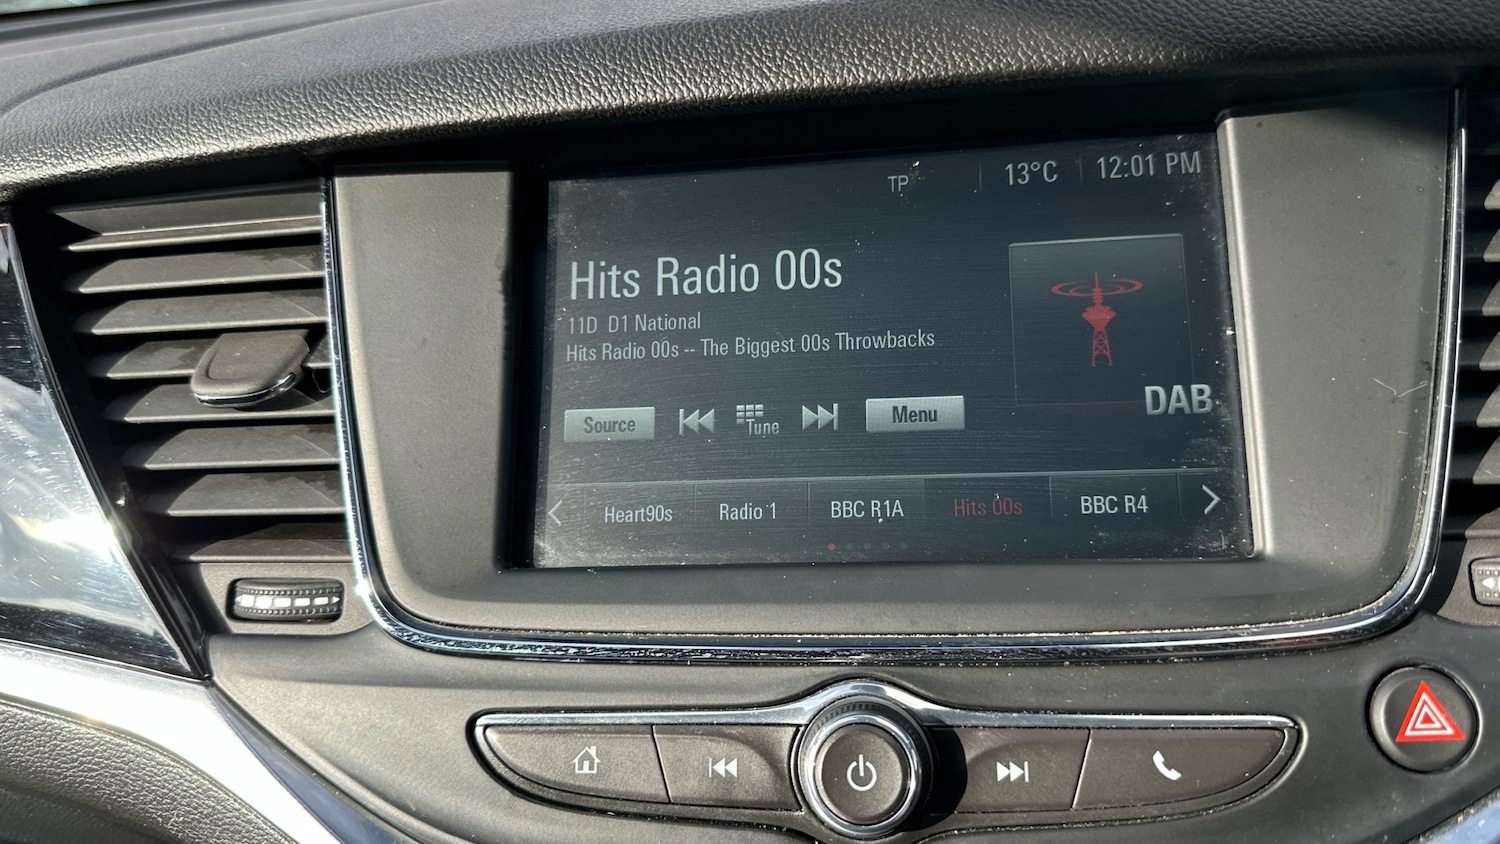 TP 13°C 12:01 PM
Hits Radio 00s
11D D1 National
Hits Radio 00s -- The Biggest 00s Throwbacks
DAB
Source Tune Menu
Heart90s Radio 1 BBC R1A Hits 00s BBC R4